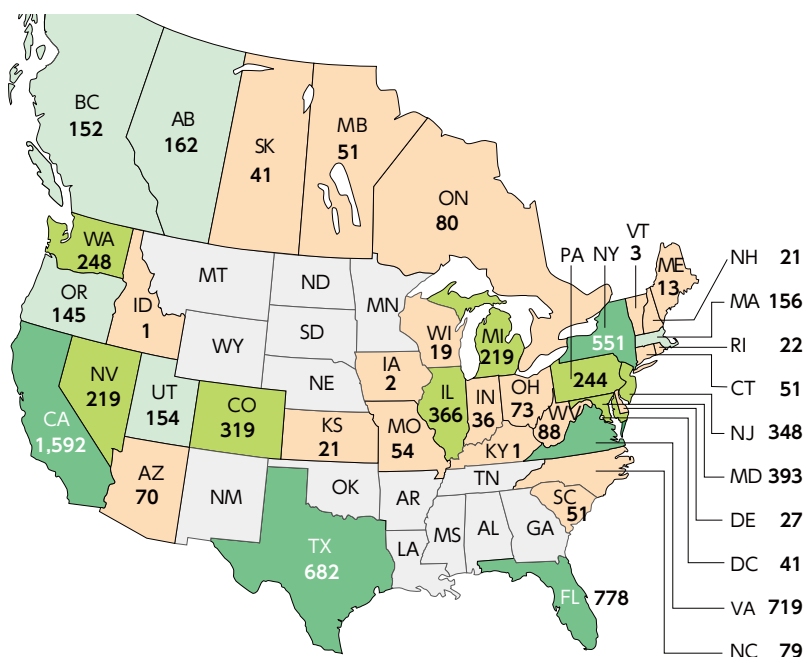 BC
152
AB
162
SK
41
MB
51
ON
80
WA
248
OR
145
ID
1
MT
ND
MN
SD
WY
NE
WI
19
MI
219
VT
3
PA
NY
551
ME
13
NH 21
MA 156
RI 22
CT 51
NJ 348
MD 393
DE 27
DC 41
VA 719
NC 79
244
CA
1,592
NV
219
UT
154
CO
319
KS
21
IA
2
MO
54
IL
366
IN
36
OH
73
WV
88
KY 1
AZ
70
NM
OK
AR
TN
MS
AL
GA
SC
51
LA
TX
682
FL 778